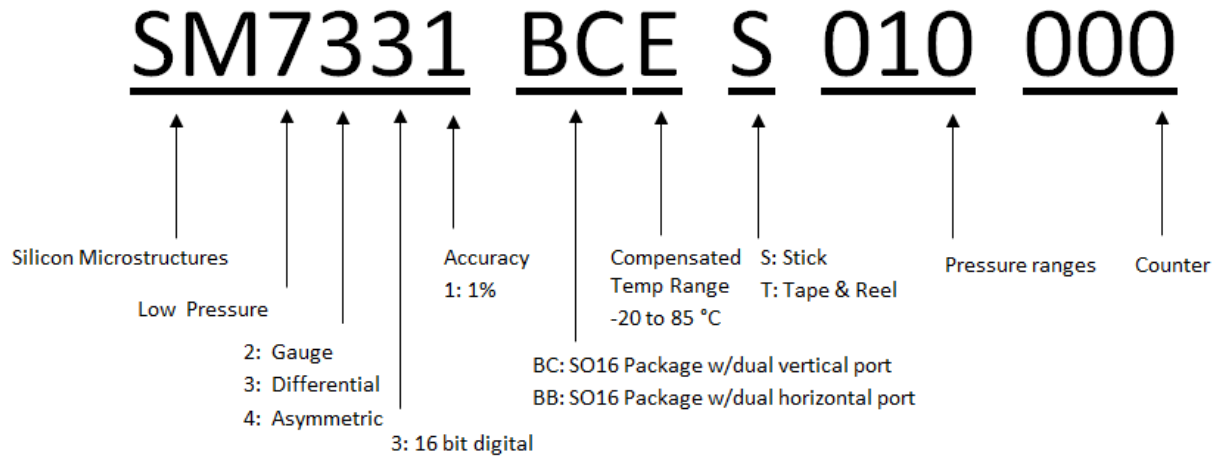 SM7331 BCE S 010 000
Silicon Microstructures
Low Pressure
2: Gauge
3: Differential
4: Asymmetric
3: 16 bit digital
Accuracy
1: 1%
BC: SO16 Package w/dual vertical port
BB: SO16 Package w/dual horizontal port
Compensated
Temp Range
-20 to 85 °C
S: Stick
T: Tape & Reel
Pressure ranges
Counter